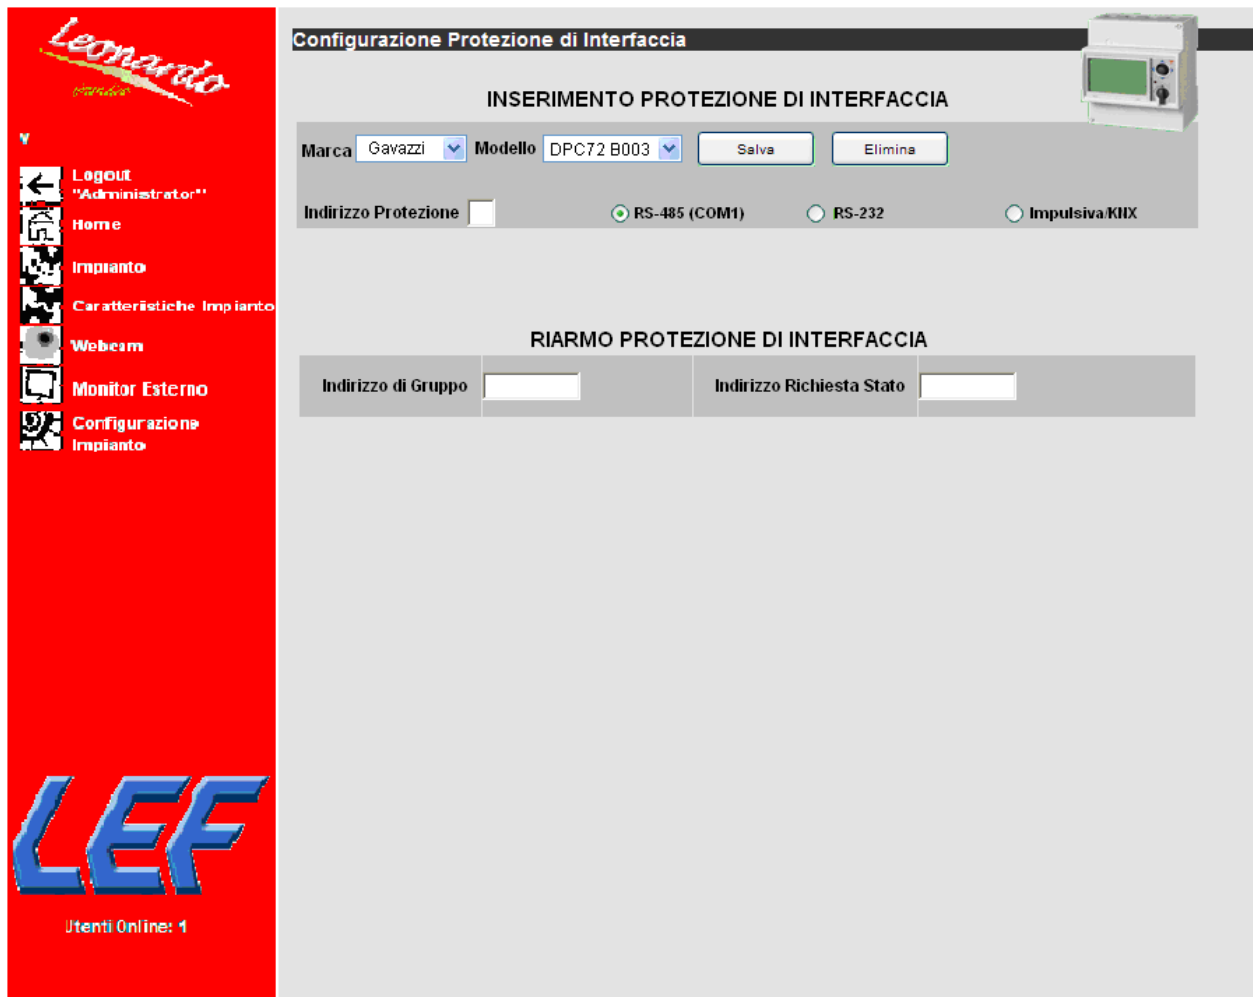 Leonardo
Configurazione Protezione di Interfaccia
INSERIMENTO PROTEZIONE DI INTERFACCIA
Marca Gavazzi Modello DPC72 B003 Salva Elimina
Indirizzo Protezione RS-485 (COM1) RS-232 Impulsiva/KNX
RIARMO PROTEZIONE DI INTERFACCIA
Indirizzo di Gruppo Indirizzo Richiesta Stato
Logout
"Administrator"
Home
Impianto
Caratteristiche Impianto
Webcam
Monitor Esterno
Configurazione
Impianto
LEF
Utenti Online: 1